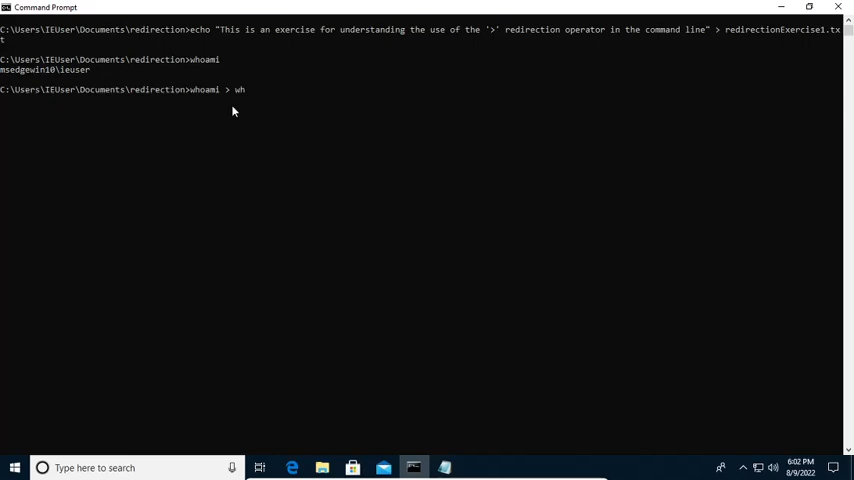 Command Prompt
C:\Users\IEUser\Documents\redirection>echo "This is an exercise for understanding the use of the '>' redirection operator in the command line" > redirectionExercise1.tx
t
C:\Users\IEUser\Documents\redirection>whoami
msedgewin10\ieuser
C:\Users\IEUser\Documents\redirection>whoami > wh
Type here to search
6:02 PM
8/9/2022